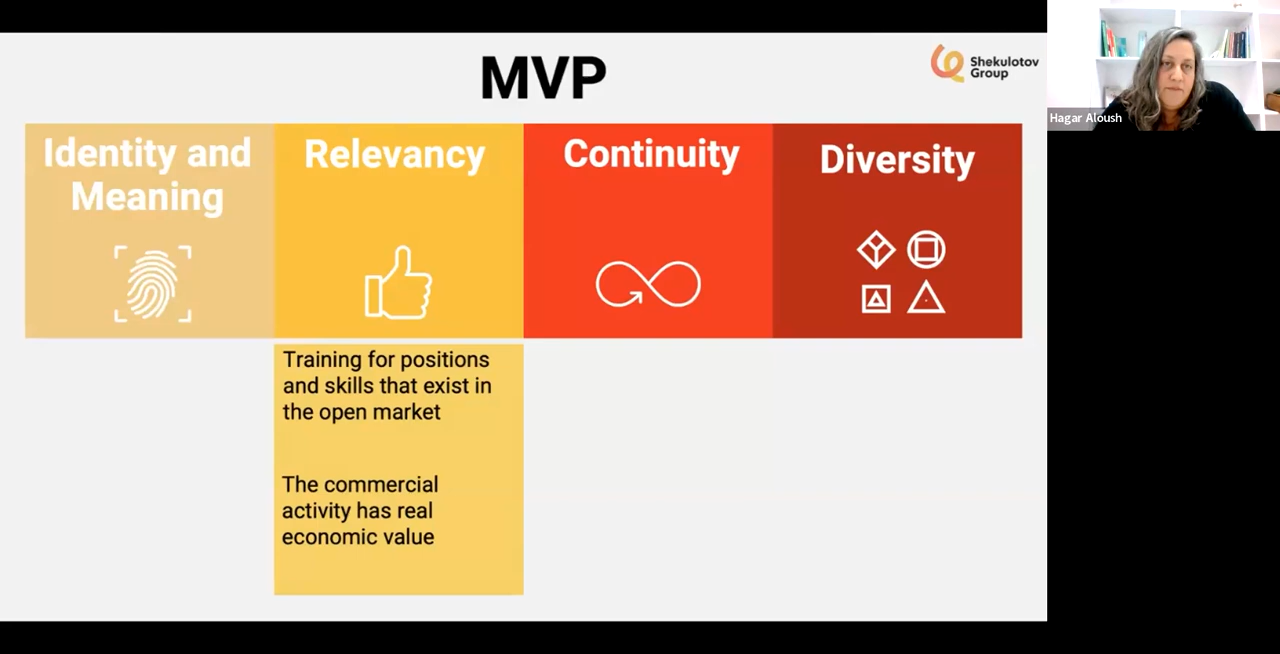 MVP
Shekulotov
Group
Hagar Aloush
Identity and
Meaning
Relevancy
Continuity
Diversity
Training for positions
and skills that exist in
the open market
The commercial
activity has real
economic value